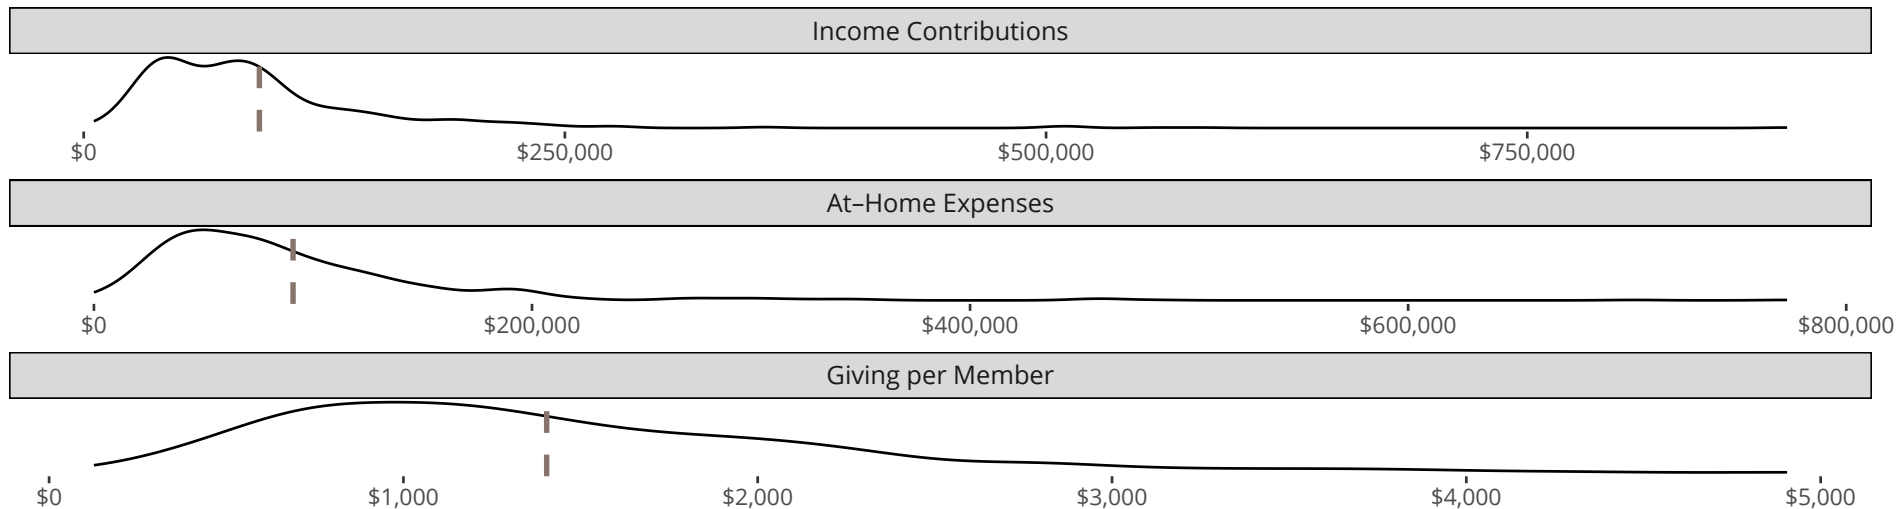 Income Contributions
$0 $250,000 $500,000 $750,000
At–Home Expenses
$0 $200,000 $400,000 $600,000 $800,000
Giving per Member
$0 $1,000 $2,000 $3,000 $4,000 $5,000